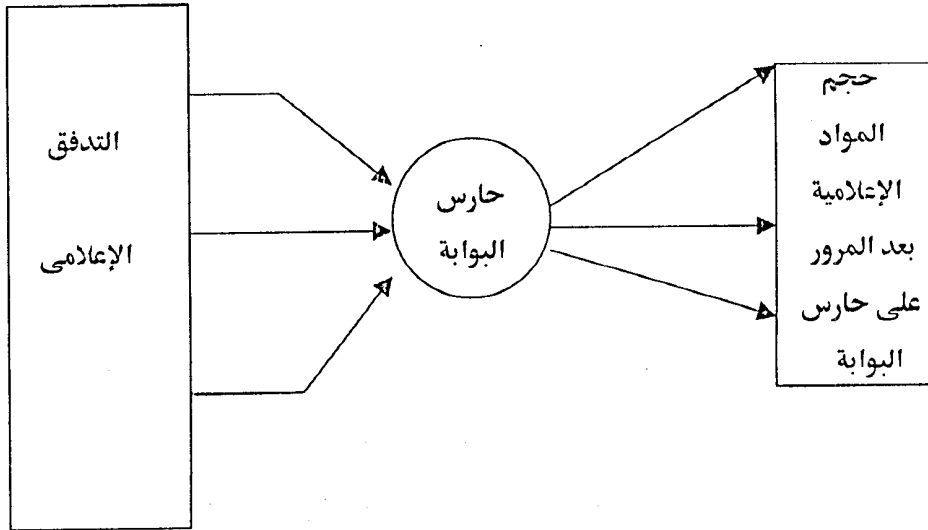 التدفق
الإعلامى
حارس
البوابة
حجم
المواد
الإعلامية
بعد المرور
على حارس
البوابة